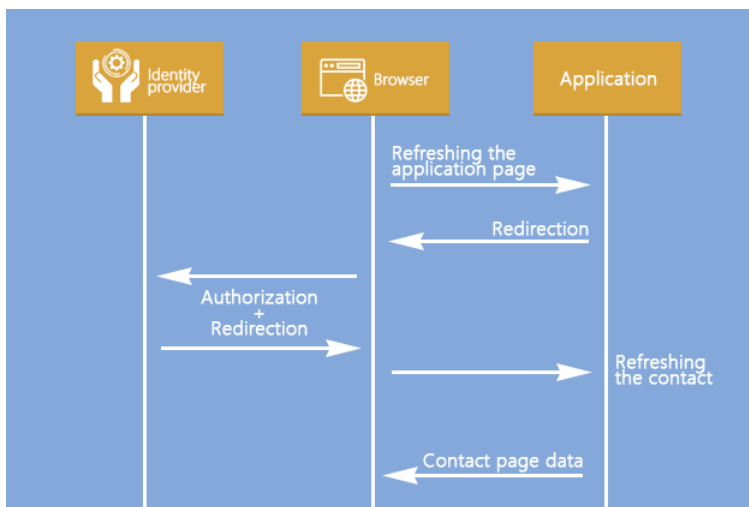 Identity
provider
Browser
Application
Refreshing the
application page
Redirection
Authorization
+
Redirection
Refreshing
the contact
Contact page data